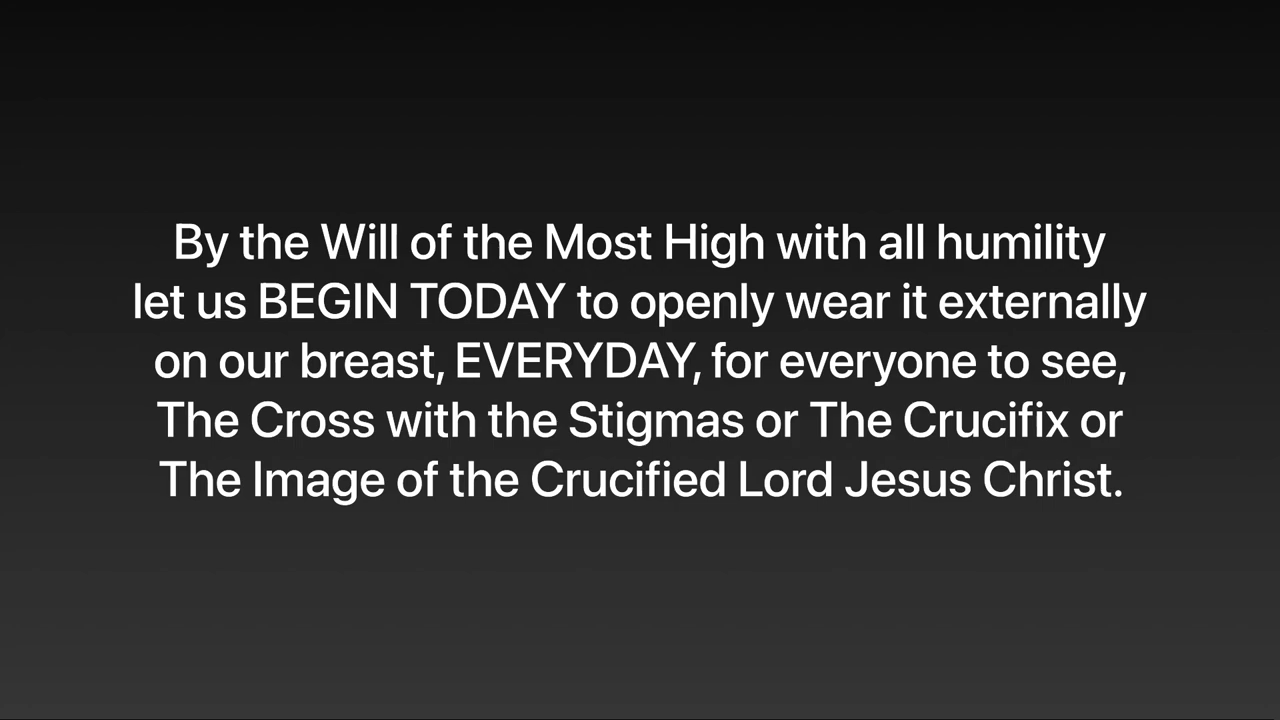 By the Will of the Most High with all humility
let us BEGIN TODAY to openly wear it externally
on our breast, EVERYDAY, for everyone to see,
The Cross with the Stigmas or The Crucifix or
The Image of the Crucified Lord Jesus Christ.